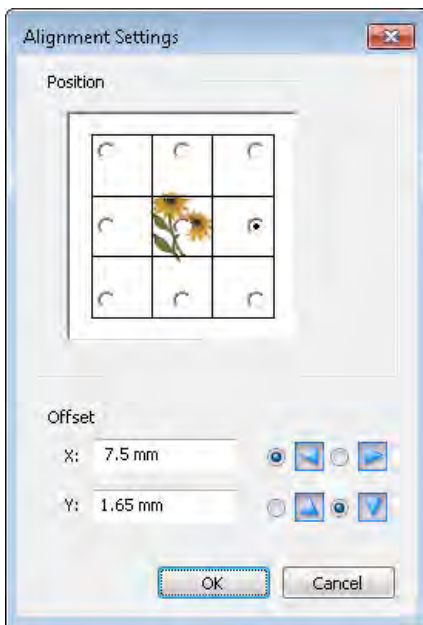 Alignment Settings
Position
Offset
X: 7.5 mm
Y: 1.65 mm
OK Cancel